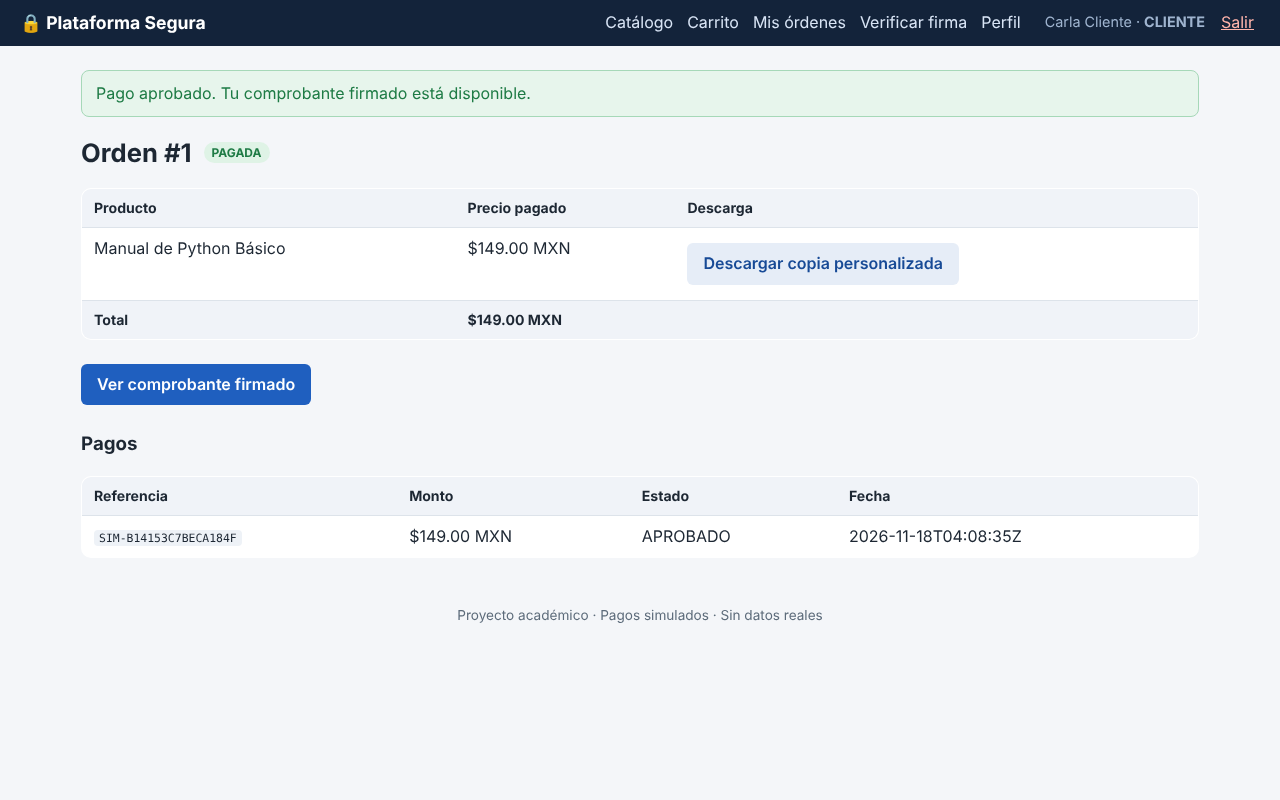 🔒 Plataforma Segura Catálogo Carrito Mis órdenes Verificar firma Perfil Carla Cliente · CLIENTE Salir
Pago aprobado. Tu comprobante firmado está disponible.
Orden #1 PAGADA
Producto Precio pagado Descarga
Manual de Python Básico $149.00 MXN Descargar copia personalizada
Total $149.00 MXN
Ver comprobante firmado
Pagos
Referencia Monto Estado Fecha
SIM-B14153C7BECA184F $149.00 MXN APROBADO 2026-11-18T04:08:35Z
Proyecto académico · Pagos simulados · Sin datos reales